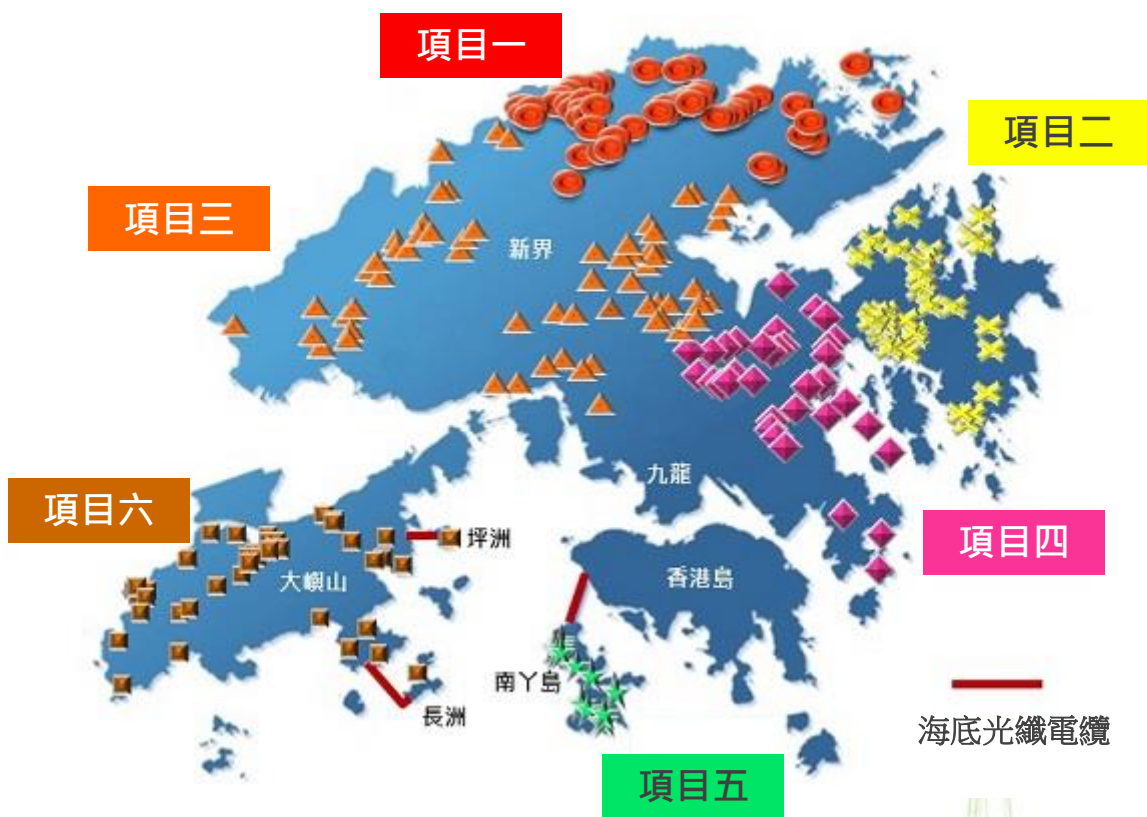 項目一
項目二
項目三
新界
九龍
項目六
坪洲
項目四
大嶼山
香港島
南丫島
長洲
海底光纖電纜
項目五